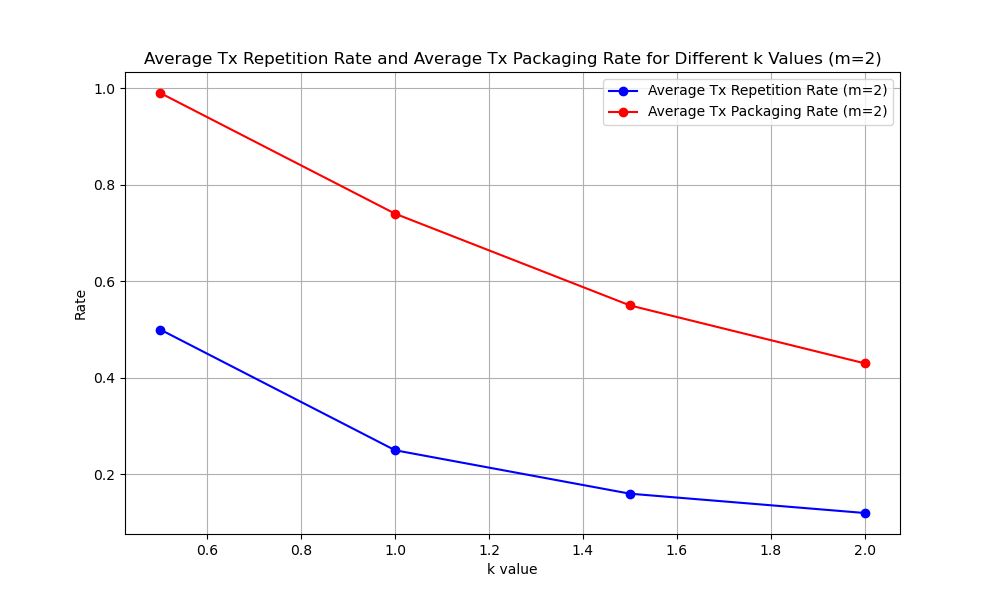 Average Tx Repetition Rate and Average Tx Packaging Rate for Different k Values (m=2)
Average Tx Repetition Rate (m=2)
Average Tx Packaging Rate (m=2)
Rate
1.0
0.8
0.6
0.4
0.2
0.6 0.8 1.0 1.2 1.4 1.6 1.8 2.0
k value